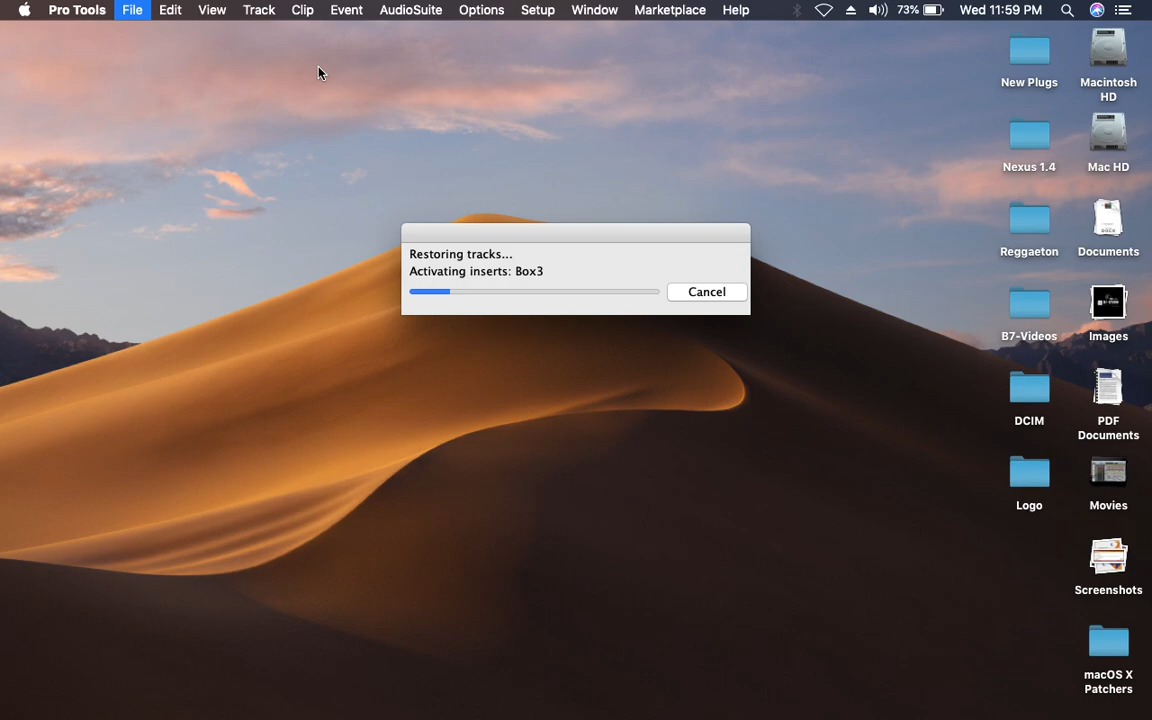 Pro Tools File Edit View Track Clip Event AudioSuite Options Setup Window Marketplace Help 73% Wed 11:59 PM
New Plugs
Macintosh
HD
Nexus 1.4
Mac HD
Reggaeton
Documents
B7-Videos
Images
DCIM
PDF
Documents
Logo
Movies
Screenshots
macOS X
Patchers
Restoring tracks...
Activating inserts: Box3
Cancel